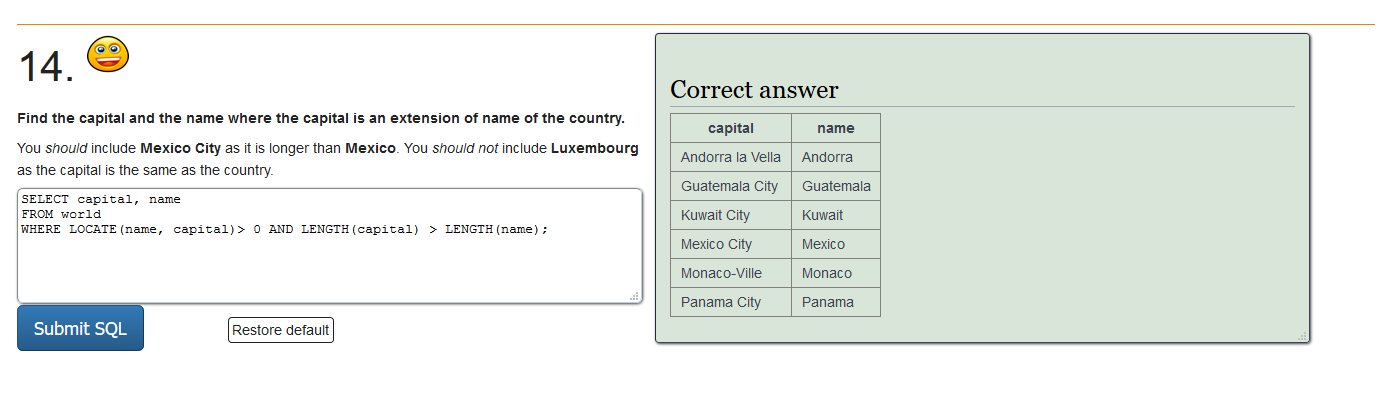 14.
Find the capital and the name where the capital is an extension of name of the country.
You should include Mexico City as it is longer than Mexico. You should not include Luxembourg
as the capital is the same as the country.
SELECT capital, name
FROM world
WHERE LOCATE(name, capital)> 0 AND LENGTH(capital) > LENGTH(name);
Submit SQL
Restore default
Correct answer
capital name
Andorra la Vella Andorra
Guatemala City Guatemala
Kuwait City Kuwait
Mexico City Mexico
Monaco-Ville Monaco
Panama City Panama